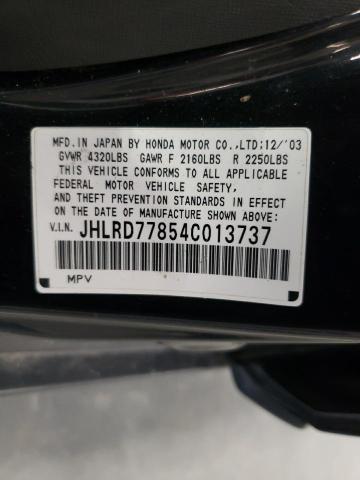 MFD.IN JAPAN BY HONDA MOTOR CO.,LTD;12/'03
GVWR 4320LBS GAWR F 2160LBS R 2250LBS
THIS VEHICLE CONFORMS TO ALL APPLICABLE
FEDERAL MOTOR VEHICLE SAFETY,
AND THEFT PREVENTION STANDARDS IN EFFECT
ON THE DATE OF MANUFACTURE SHOWN ABOVE.
V.I.N. JHLRD77854C013737
MPV